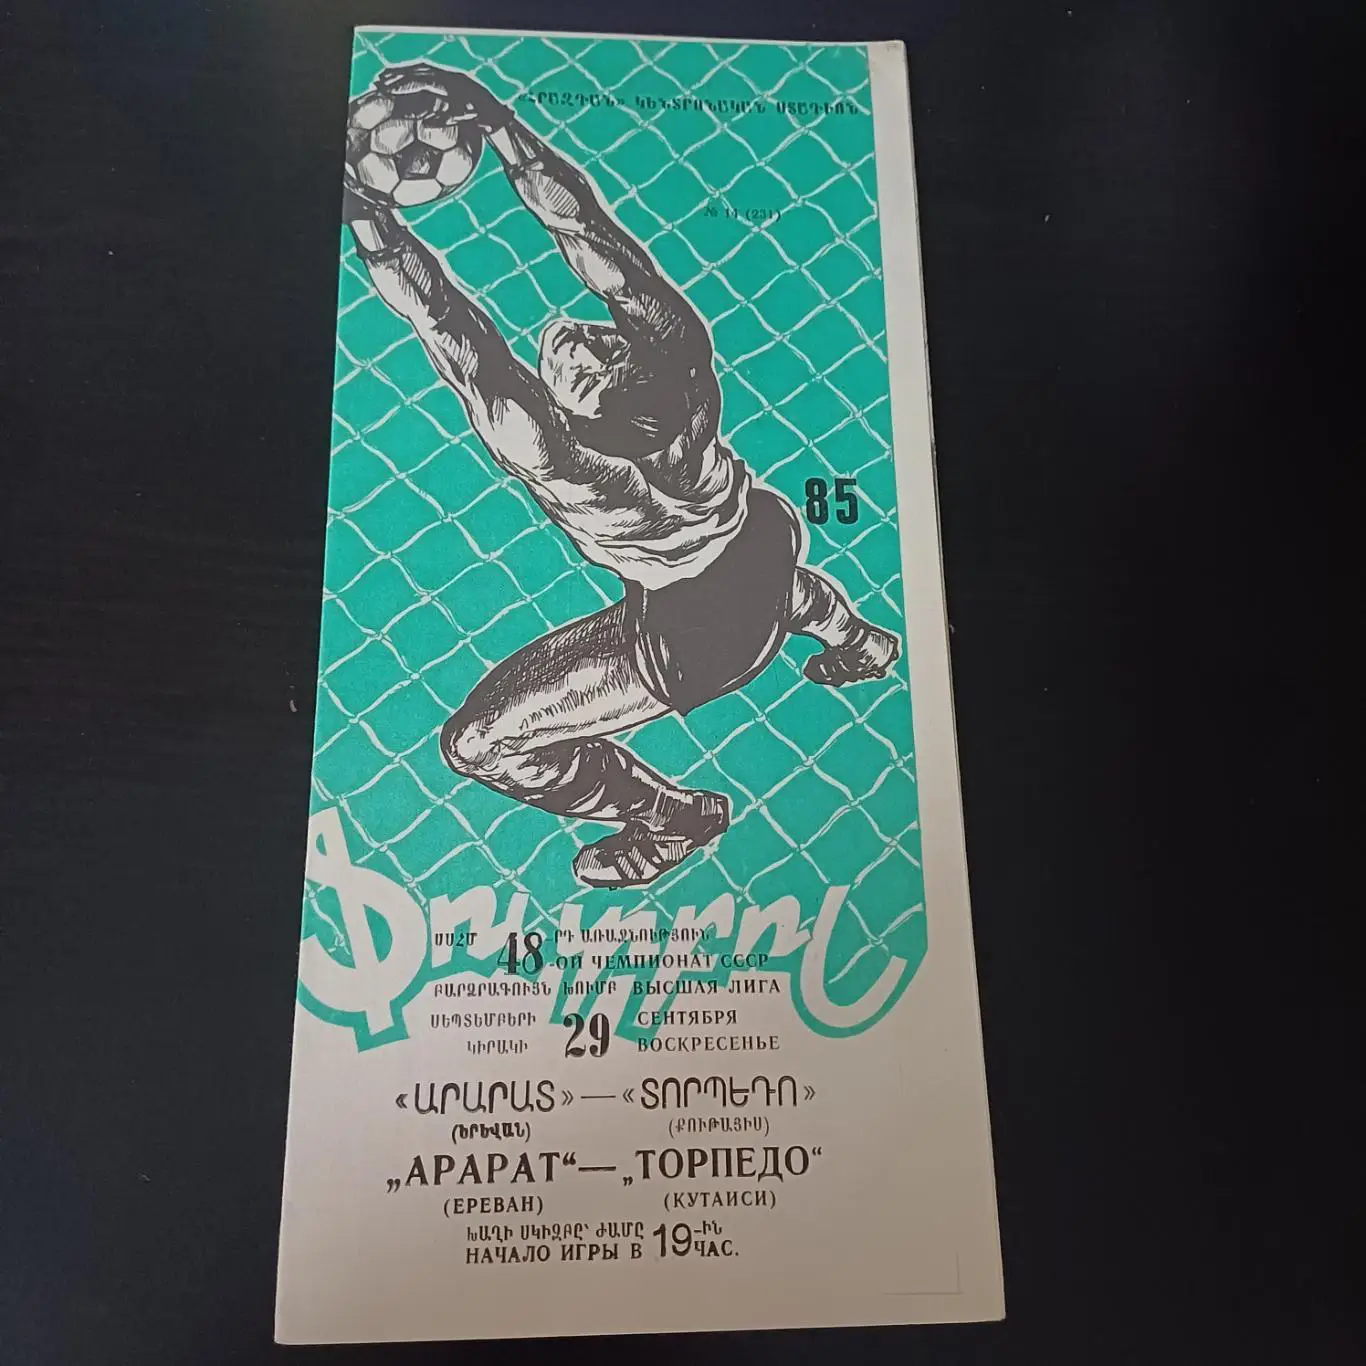 «ՀՐԱԶԴԱՆ» ԿԵՆՏՐՈՆԱԿԱՆ ՍՏԱԴԻՈՆ
№ 14 (231)
85
Ֆուտբոլ
ՍՍՀՄ 48-ՐԴ ԱՌԱՋՆՈՒԹՅՈՒՆ
-ОЙ ЧЕМПИОНАТ СССР
ԲԱՐՁՐԱԳՈՒՅՆ ԽՈՒՄԲ ВЫСШАЯ ЛИГА
ՍԵՊՏԵՄԲԵՐԻ 29 СЕНТЯБРЯ
ԿԻՐԱԿԻ ВОСКРЕСЕНЬЕ
«ԱՐԱՐԱՏ» — «ՏՈՐՊԵԴՈ»
(ԵՐԵՎԱՆ) (ՔՈՒԹԱՅԻՍ)
„АРАРАТ“ — „ТОРПЕДО“
(ЕРЕВАН) (КУТАИСИ)
ԽԱՂԻ ՍԿԻԶԲԸ՝ ԺԱՄԸ 19-ԻՆ
НАЧАЛО ИГРЫ В 19 ЧАС.